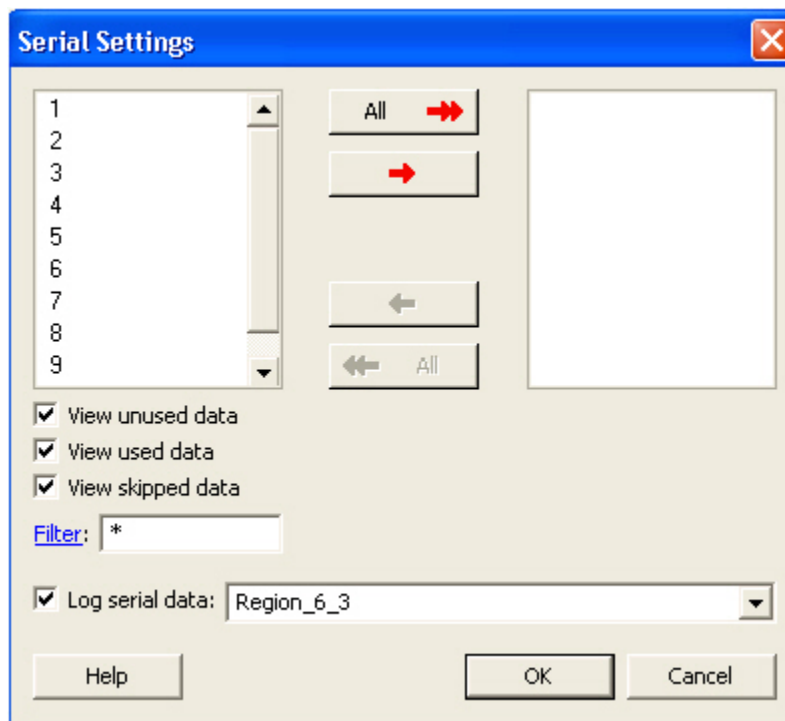 Serial Settings
1
2
3
4
5
6
7
8
9
All
All
View unused data
View used data
View skipped data
Filter: *
Log serial data: Region_6_3
Help OK Cancel